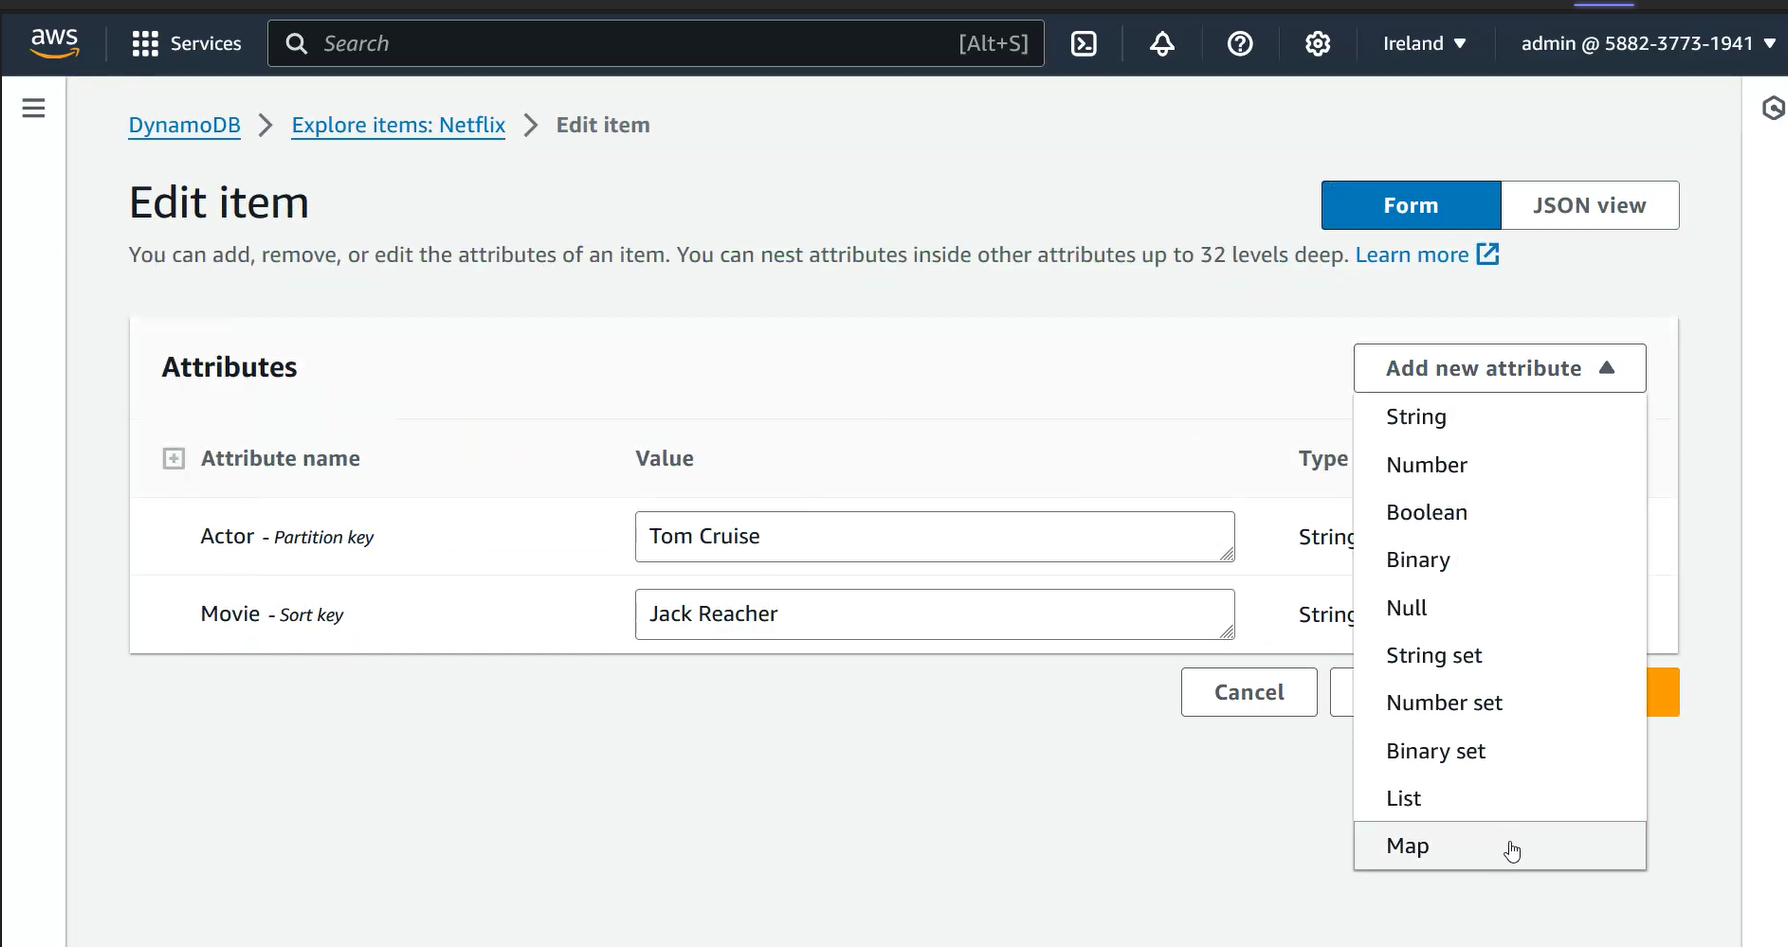 aws Services Search [Alt+S] Ireland ▼ admin @ 5882-3773-1941 ▼
DynamoDB > Explore items: Netflix > Edit item
Edit item
Form JSON view
You can add, remove, or edit the attributes of an item. You can nest attributes inside other attributes up to 32 levels deep. Learn more
Attributes
Add new attribute ▲
Attribute name Value Type
Actor - Partition key Tom Cruise String
Movie - Sort key Jack Reacher String
Cancel
String
Number
Boolean
Binary
Null
String set
Number set
Binary set
List
Map